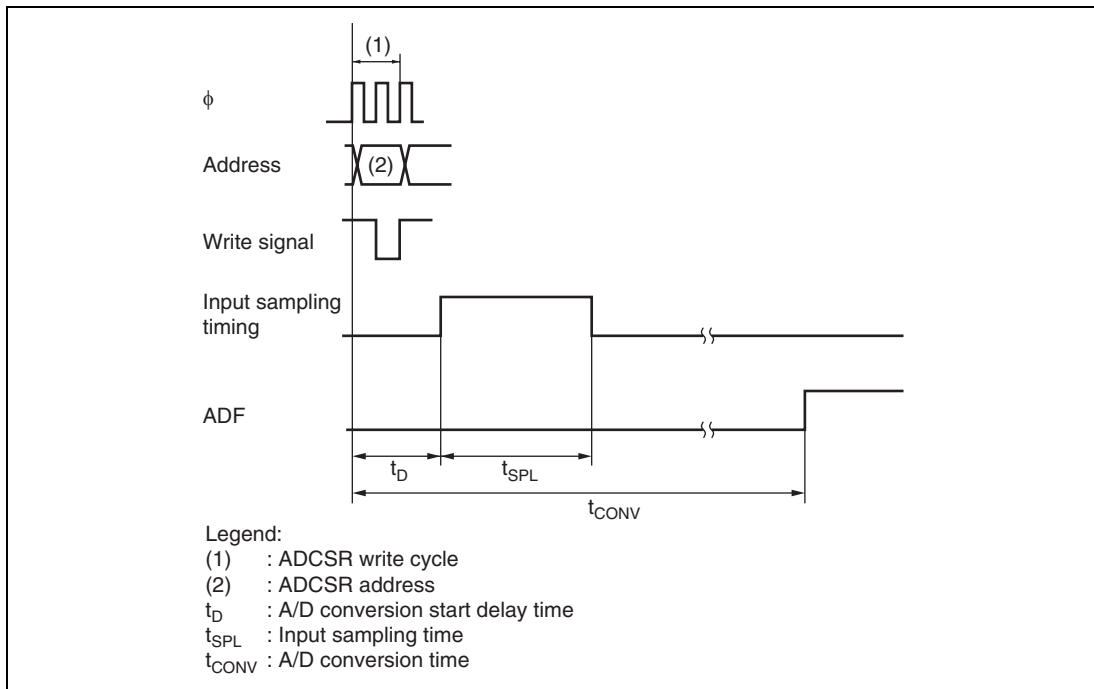 (1)
ϕ
Address
(2)
Write signal
Input sampling
timing
ADF
tD
tSPL
tCONV
Legend:
(1) : ADCSR write cycle
(2) : ADCSR address
tD : A/D conversion start delay time
tSPL : Input sampling time
tCONV : A/D conversion time